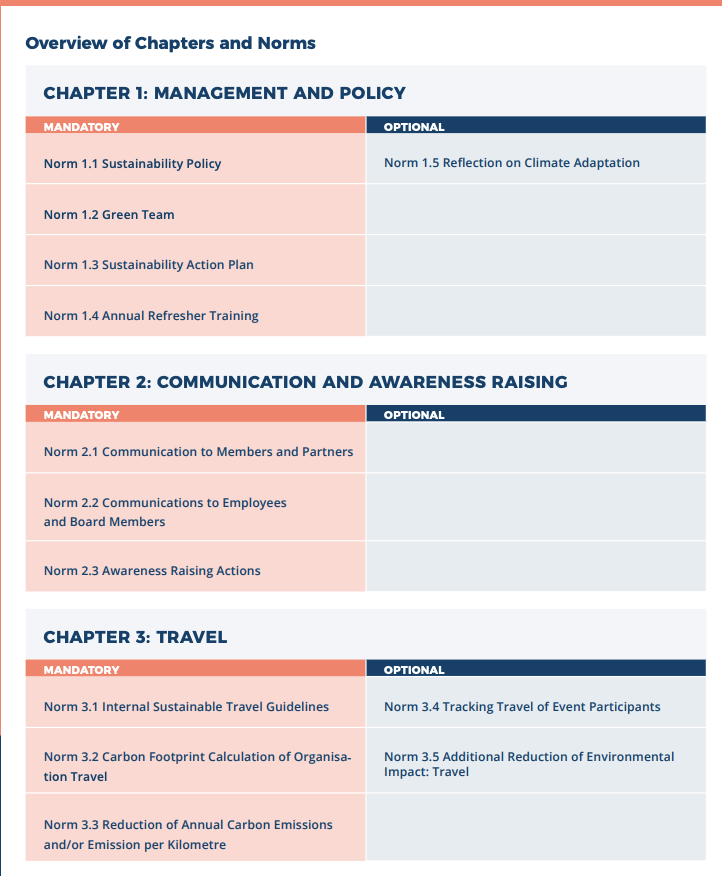 Overview of Chapters and Norms
CHAPTER 1: MANAGEMENT AND POLICY
MANDATORY
OPTIONAL
Norm 1.1 Sustainability Policy
Norm 1.5 Reflection on Climate Adaptation
Norm 1.2 Green Team
Norm 1.3 Sustainability Action Plan
Norm 1.4 Annual Refresher Training
CHAPTER 2: COMMUNICATION AND AWARENESS RAISING
MANDATORY
OPTIONAL
Norm 2.1 Communication to Members and Partners
Norm 2.2 Communications to Employees
and Board Members
Norm 2.3 Awareness Raising Actions
CHAPTER 3: TRAVEL
MANDATORY
OPTIONAL
Norm 3.1 Internal Sustainable Travel Guidelines
Norm 3.4 Tracking Travel of Event Participants
Norm 3.2 Carbon Footprint Calculation of Organisa-
tion Travel
Norm 3.5 Additional Reduction of Environmental
Impact: Travel
Norm 3.3 Reduction of Annual Carbon Emissions
and/or Emission per Kilometre